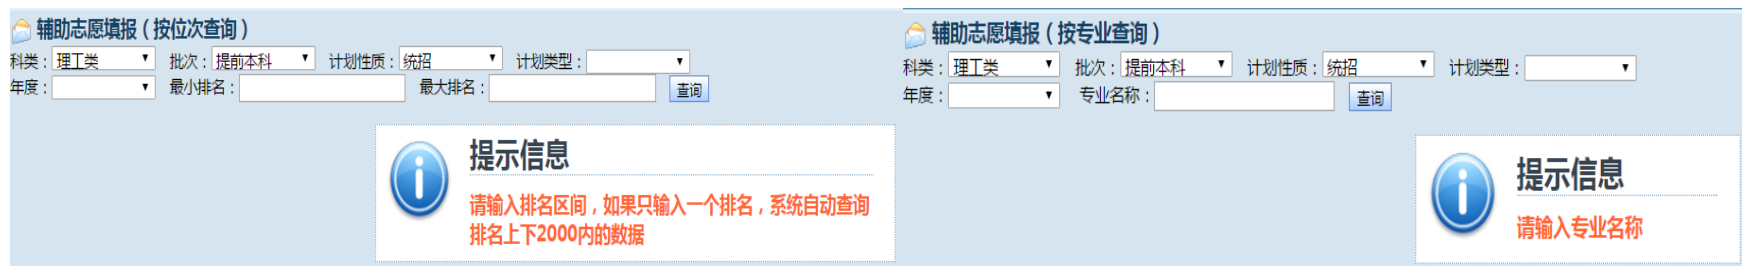 辅助志愿填报（按位次查询）
科类：理工类 批次：提前本科 计划性质：统招 计划类型：
年度： 最小排名： 最大排名： 查询
提示信息
请输入排名区间，如果只输入一个排名，系统自动查询
排名上下2000内的数据
辅助志愿填报（按专业查询）
科类：理工类 批次：提前本科 计划性质：统招 计划类型：
年度： 专业名称： 查询
提示信息
请输入专业名称